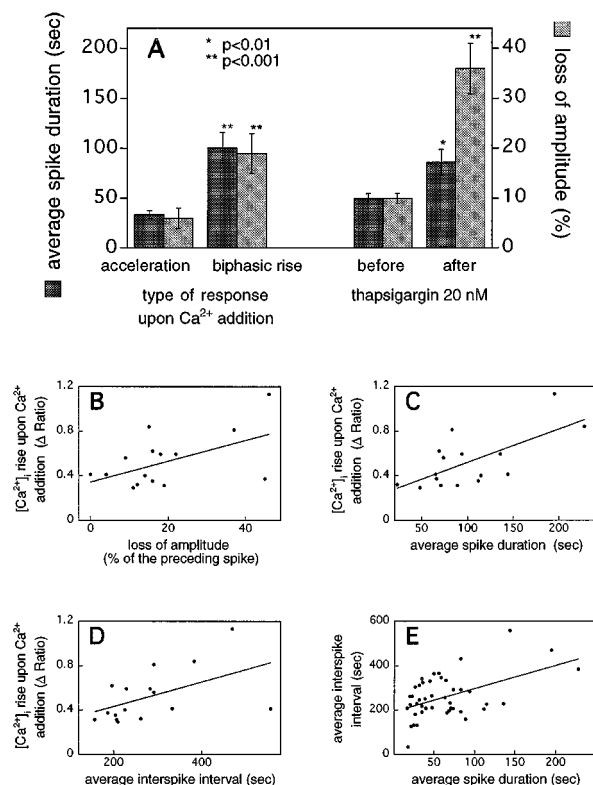 A
* p<0.01
** p<0.001
average spike duration (sec)
200
150
100
50
0
loss of amplitude (%)
40
30
20
10
0
**
**
*
**
acceleration
biphasic rise
before
after
type of response upon Ca²⁺ addition
thapsigargin 20 nM
B
[Ca²⁺]i rise upon Ca²⁺ addition (Δ Ratio)
1.2
0.8
0.4
0
0 20 40
loss of amplitude
(% of the preceding spike)
C
[Ca²⁺]i rise upon Ca²⁺ addition (Δ Ratio)
1.2
0.8
0.4
0
0 50 100 150 200
average spike duration (sec)
D
[Ca²⁺]i rise upon Ca²⁺ addition (Δ Ratio)
1.2
0.8
0.4
0
200 400
average interspike interval (sec)
E
average interspike interval (sec)
600
400
200
0
0 50 100 150 200
average spike duration (sec)